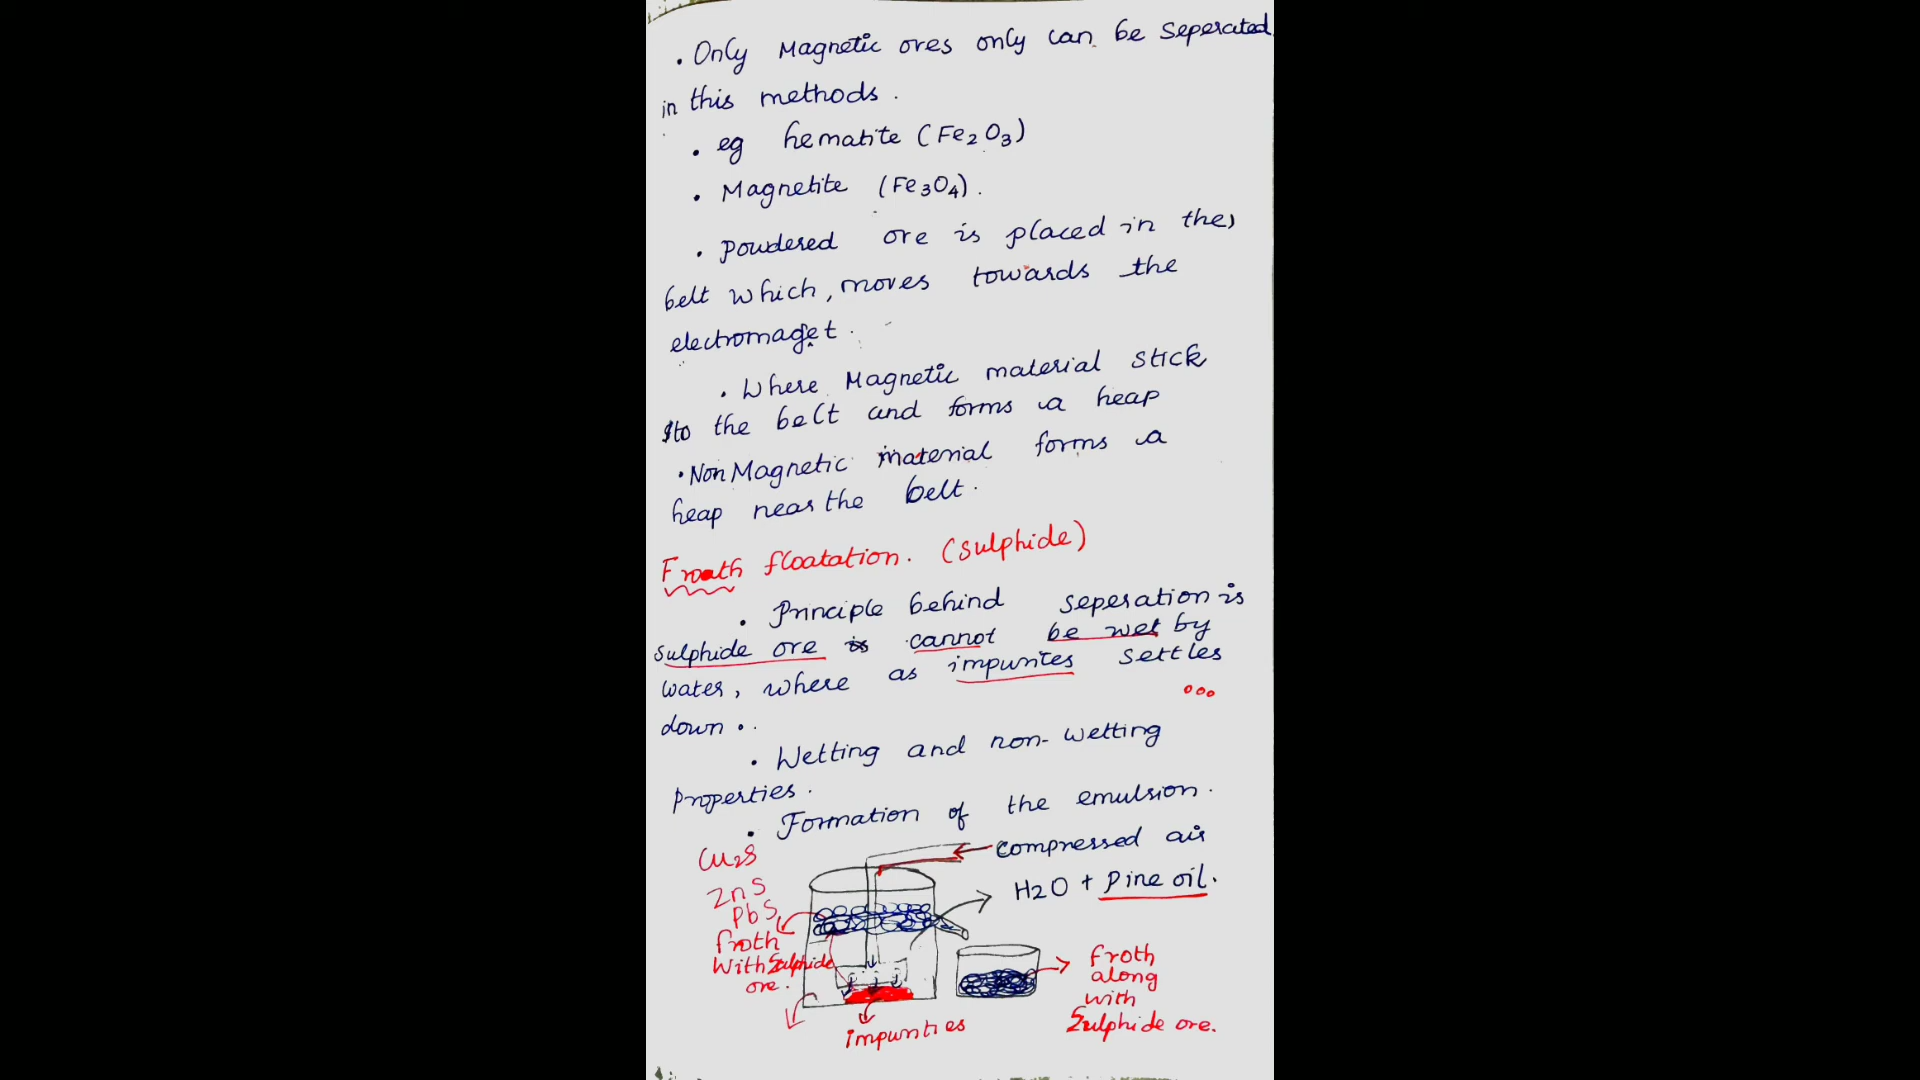 . Only Magnetic ores only can be seperated
in this methods.
. eg hematite (Fe2O3)
. Magnetite (Fe3O4).
. powdered ore is placed in the,
belt which, moves towards the
electromaget.
. Where Magnetic material stick
to the belt and forms a heap
. Non Magnetic material forms a
heap near the belt.
Froath floatation. (Sulphide)
. Principle behind seperation is
sulphide ore cannot be wet by
water, where as impurites settles
down..
. Wetting and non-wetting
Properties.
. Formation of the emulsion.
Cu2S
compressed air
ZnS
H2O + pine oil.
PbS
froth
With Sulphide
ore.
froth
along
with
Sulphide ore.
impurities